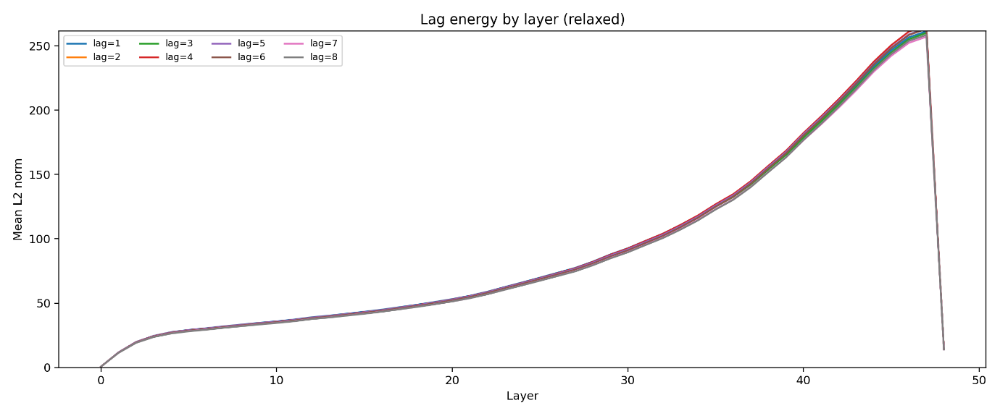 Lag energy by layer (relaxed)
lag=1 lag=3 lag=5 lag=7
lag=2 lag=4 lag=6 lag=8
250
200
150
100
50
0
Mean L2 norm
0 10 20 30 40 50
Layer